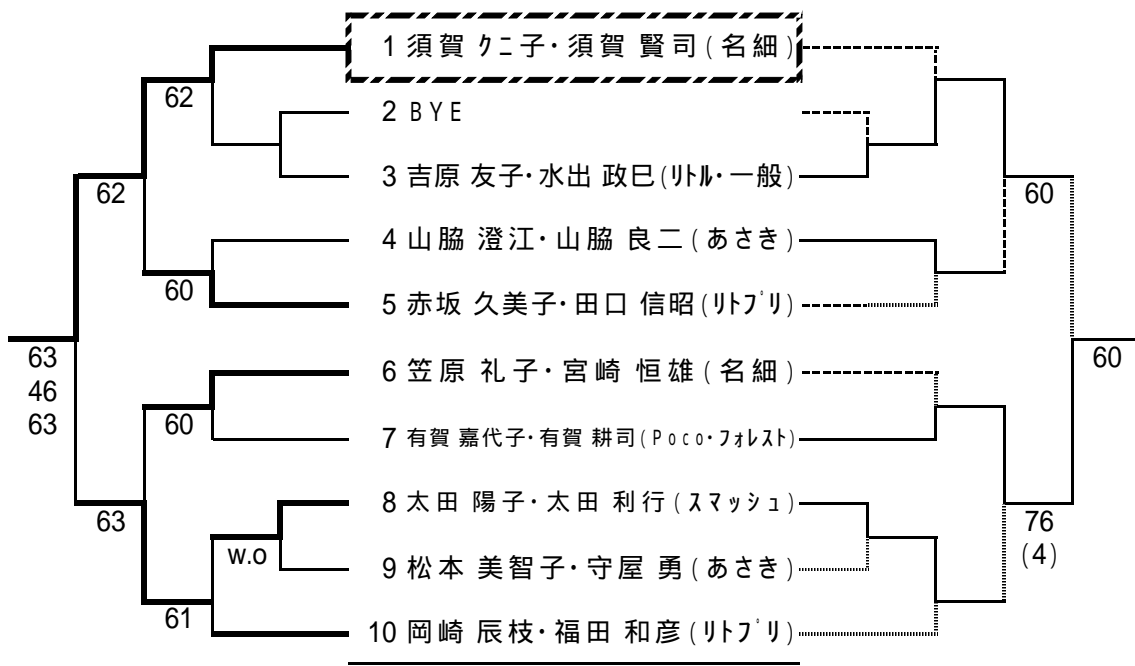 1 須賀 クニ子・須賀 賢司(名細)
62
2 BYE
3 吉原 友子・水出 政巳(リトル・一般)
62
60
4 山脇 澄江・山脇 良二(あさき)
60
5 赤坂 久美子・田口 信昭(リトプリ)
63
46
63
60
6 笠原 礼子・宮崎 恒雄(名細)
60
7 有賀 嘉代子・有賀 耕司(Poco・フォレスト)
8 太田 陽子・太田 利行(スマッシュ)
63
76
(4)
w.o
9 松本 美智子・守屋 勇(あさき)
61
10 岡崎 辰枝・福田 和彦(リトプリ)